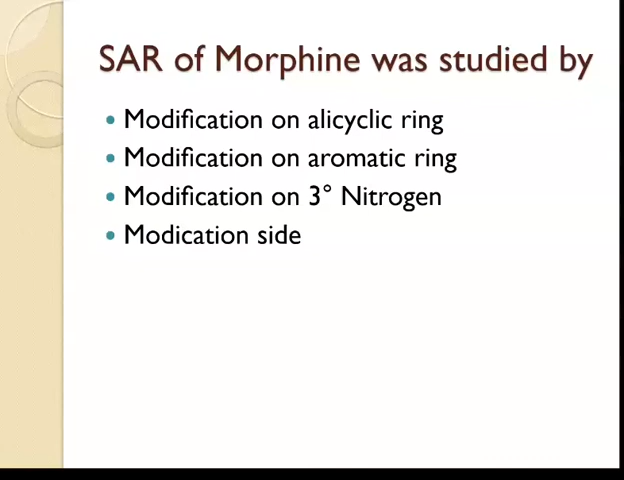 SAR of Morphine was studied by
• Modification on alicyclic ring
• Modification on aromatic ring
• Modification on 3° Nitrogen
• Modication side